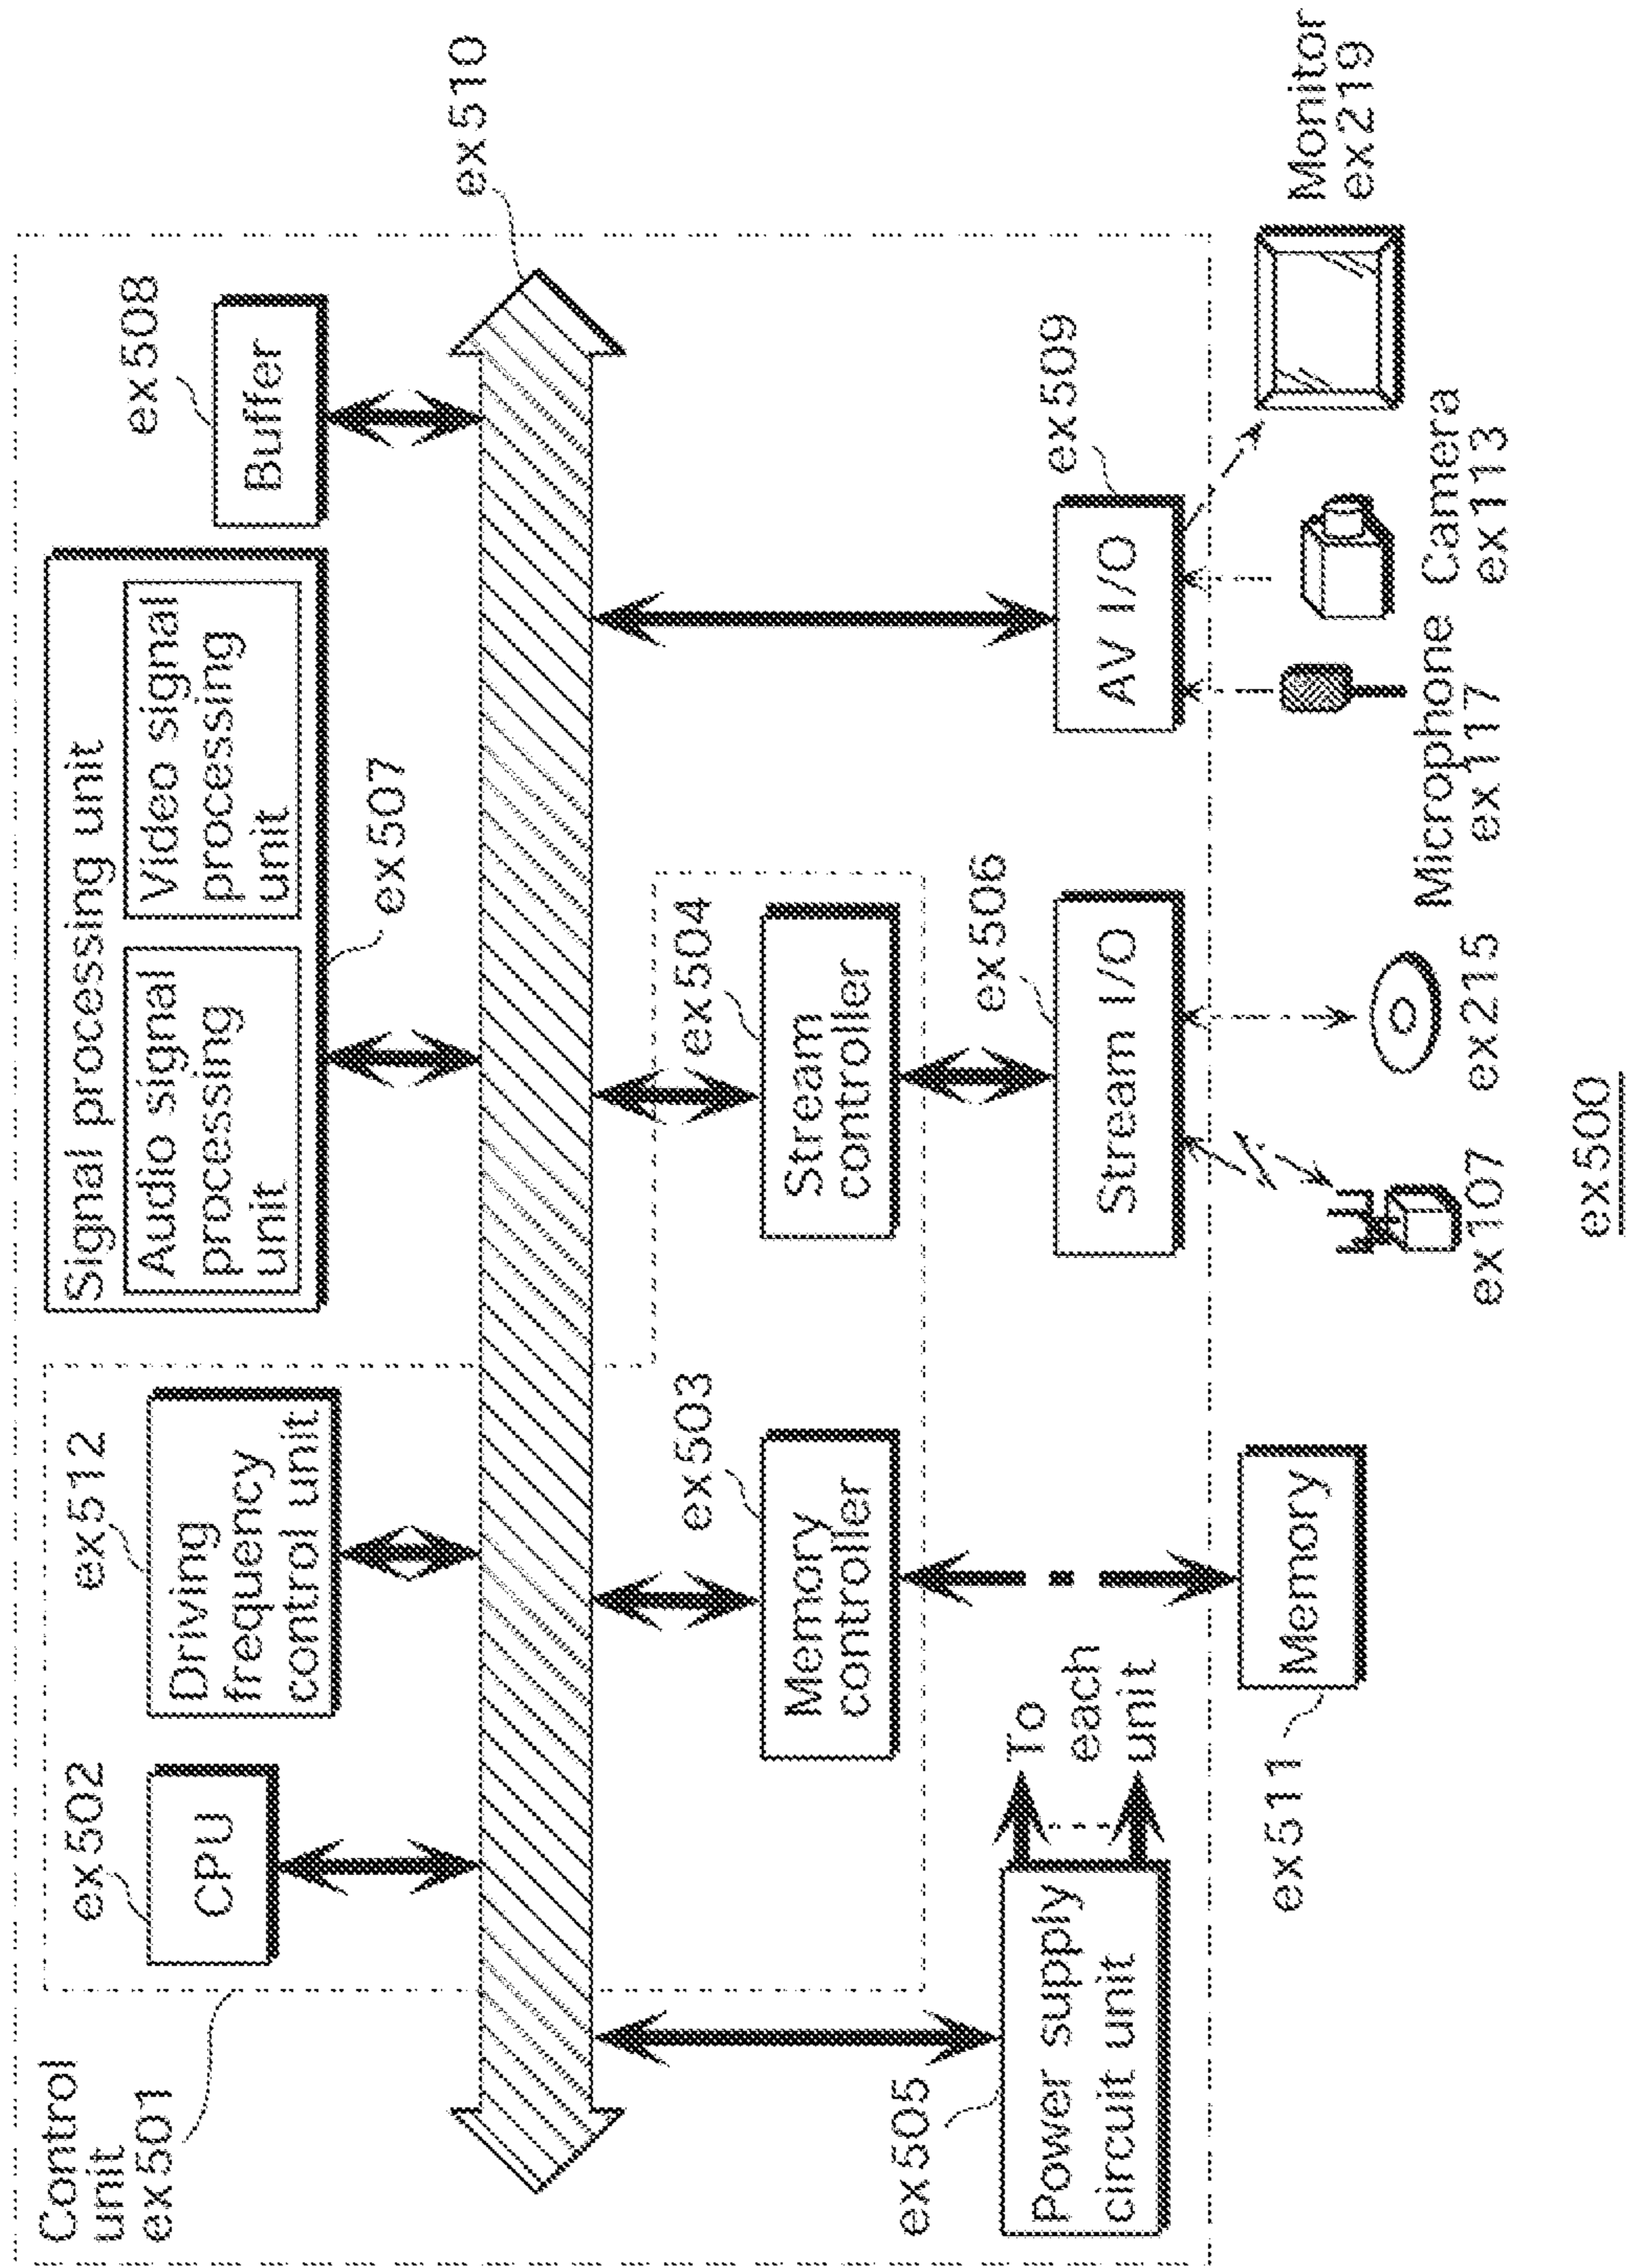 Control
unit
ex501
ex502
CPU
ex512
Driving
frequency
control unit
Signal processing unit
Audio signal
processing
unit
Video signal
processing
unit
ex507
ex508
Buffer
ex510
ex503
Memory
controller
ex504
Stream
controller
ex505
Power supply
circuit unit
To
each
unit
ex506
Stream I/O
ex509
AV I/O
ex511
Memory
ex107
ex215
Microphone
ex117
Camera
ex113
Monitor
ex219
ex500